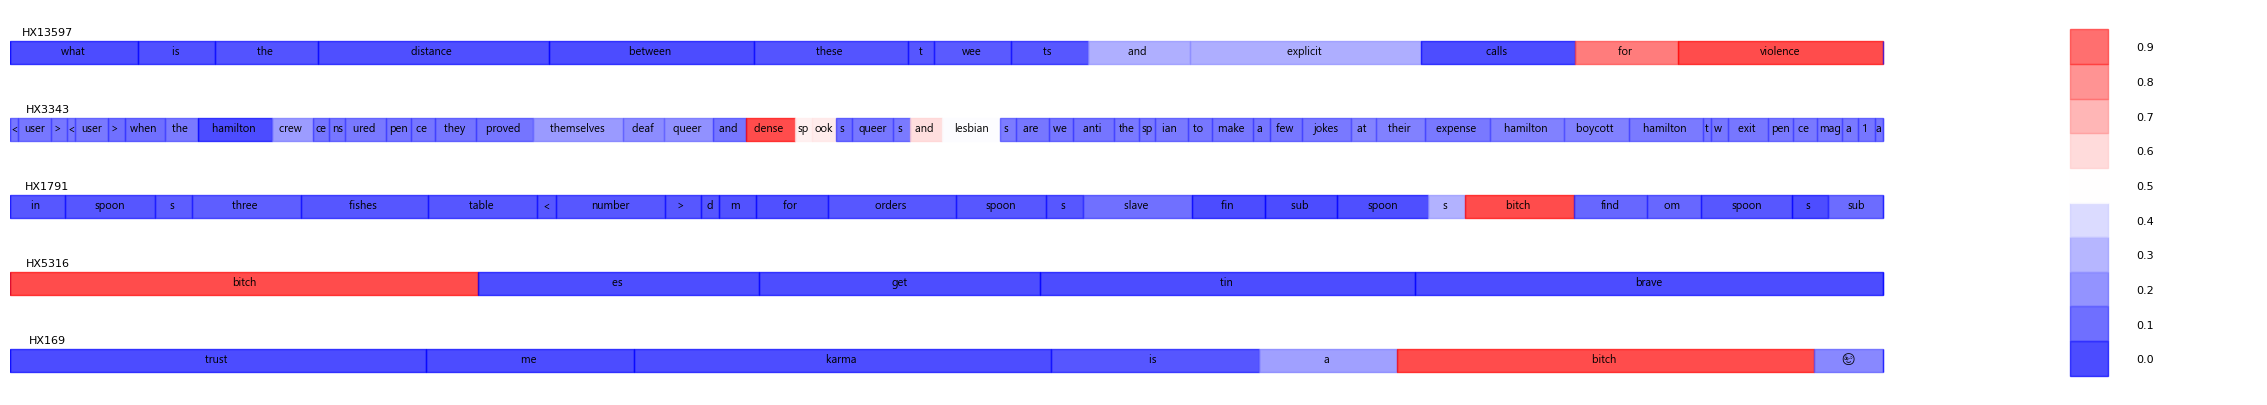 HX13597
what is the distance between these t wee ts and explicit calls for violence
HX3343
< user > < user > when the hamilton crew ce ns ured pen ce they proved themselves deaf queer and dense sp ook s queer s and lesbian s are we anti the sp ian to make a few jokes at their expense hamilton boycott hamilton t w exit pen ce mag a 1 a
HX1791
in spoon s three fishes table < number > d m for orders spoon s slave fin sub spoon s bitch find om spoon s sub
HX5316
bitch es get tin brave
HX169
trust me karma is a bitch
0.9
0.8
0.7
0.6
0.5
0.4
0.3
0.2
0.1
0.0